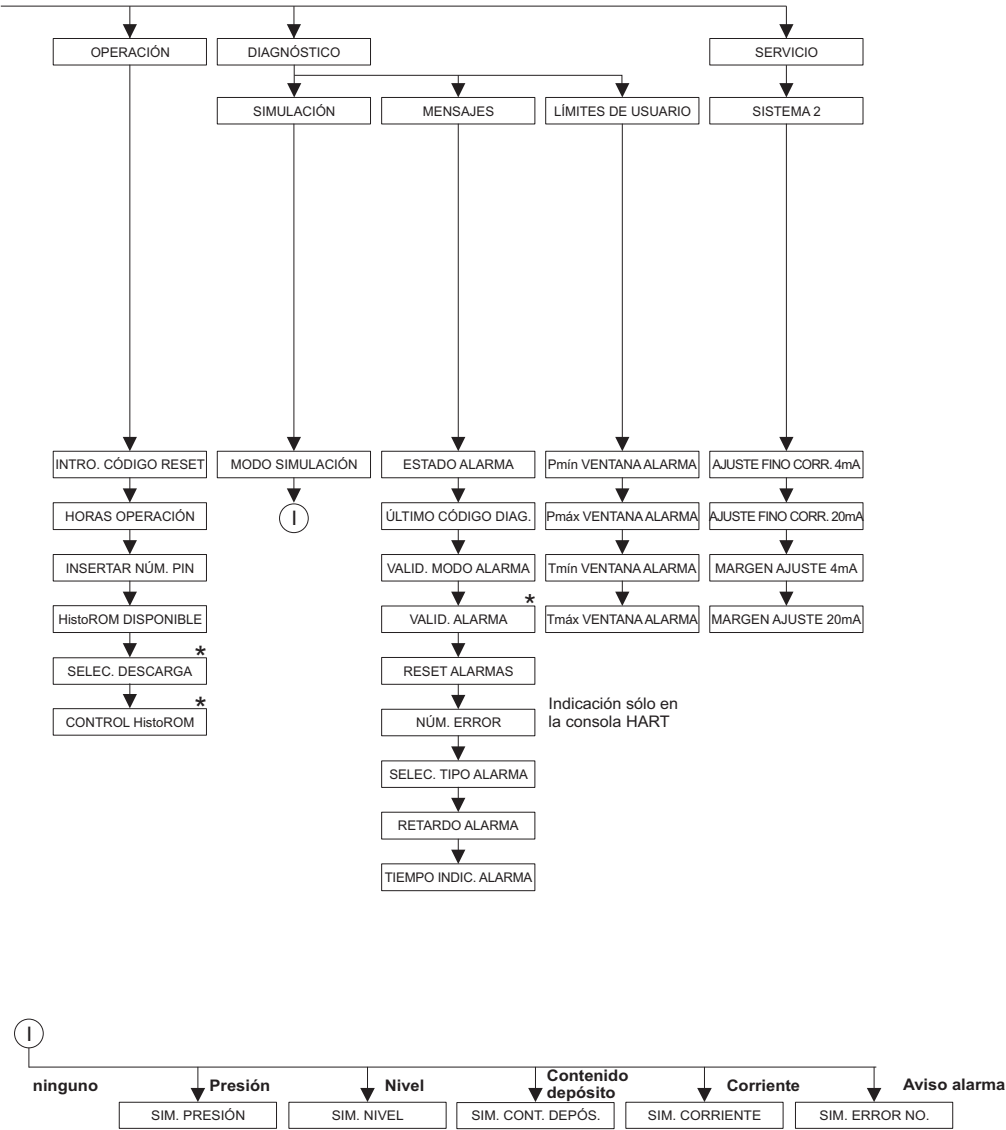 OPERACIÓN
DIAGNÓSTICO
SERVICIO
SIMULACIÓN
MENSAJES
LÍMITES DE USUARIO
SISTEMA 2
INTRO. CÓDIGO RESET
HORAS OPERACIÓN
INSERTAR NÚM. PIN
HistoROM DISPONIBLE
*
SELEC. DESCARGA
*
CONTROL HistoROM
MODO SIMULACIÓN
I
ESTADO ALARMA
ÚLTIMO CÓDIGO DIAG.
VALID. MODO ALARMA
*
VALID. ALARMA
RESET ALARMAS
NÚM. ERROR
Indicación sólo en
la consola HART
SELEC. TIPO ALARMA
RETARDO ALARMA
TIEMPO INDIC. ALARMA
Pmín VENTANA ALARMA
Pmáx VENTANA ALARMA
Tmín VENTANA ALARMA
Tmáx VENTANA ALARMA
AJUSTE FINO CORR. 4mA
AJUSTE FINO CORR. 20mA
MARGEN AJUSTE 4mA
MARGEN AJUSTE 20mA
I
ninguno
Presión
SIM. PRESIÓN
Nivel
SIM. NIVEL
Contenido
depósito
SIM. CONT. DEPÓS.
Corriente
SIM. CORRIENTE
Aviso alarma
SIM. ERROR NO.